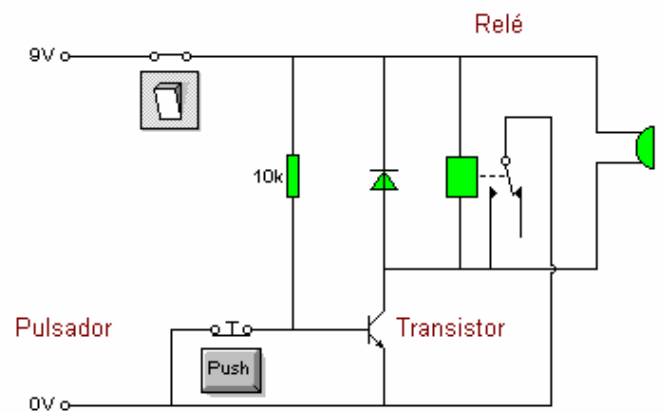 Relé
9V
10k
Pulsador
Transistor
Push
0V